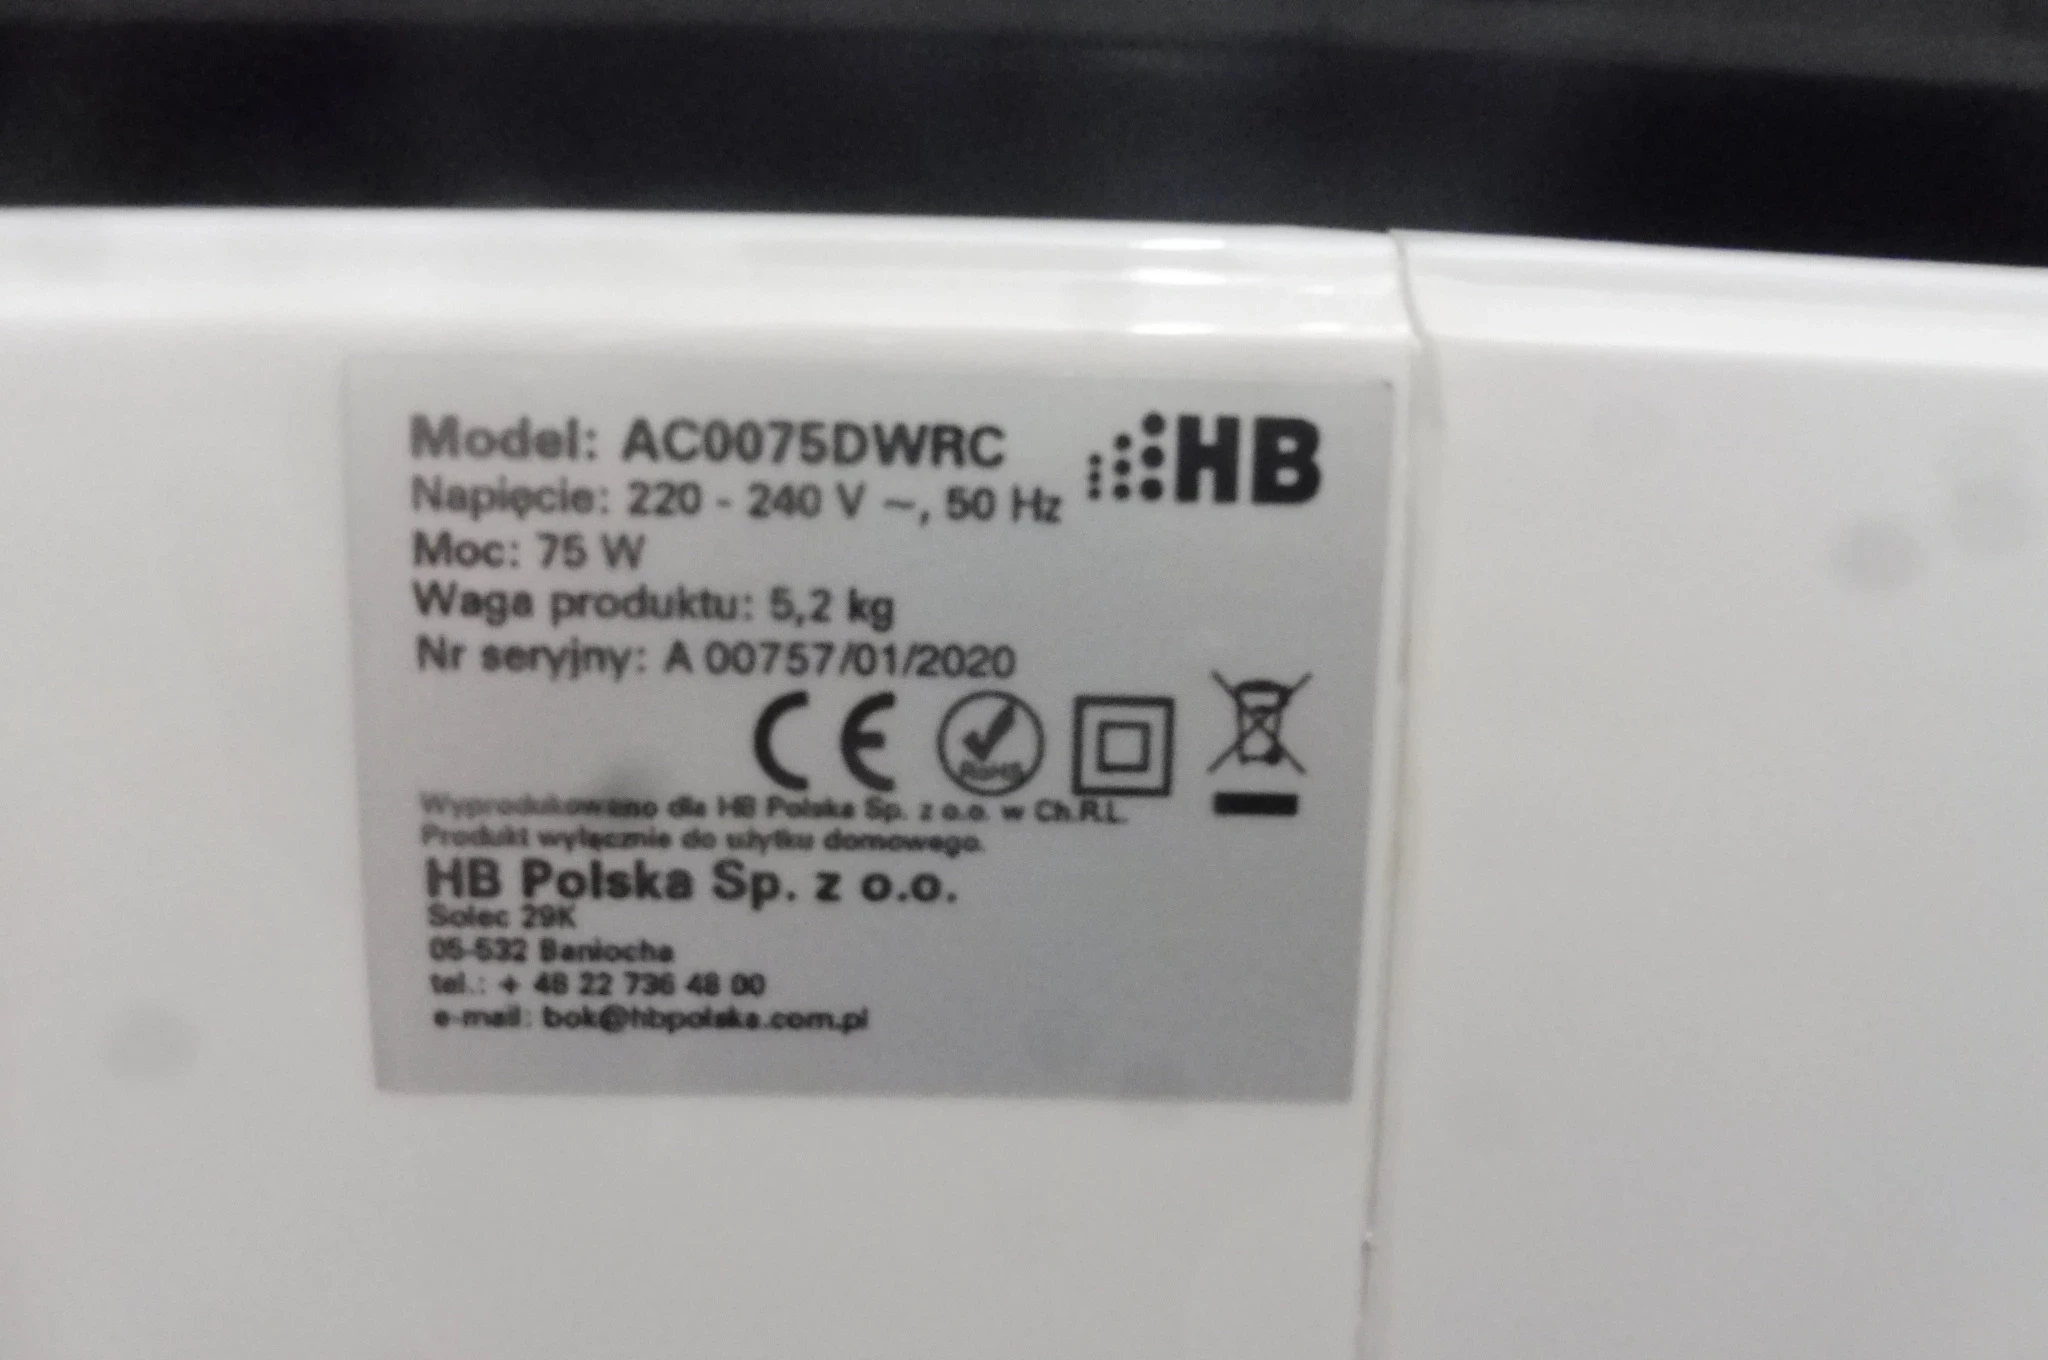 Model: AC0075DWRC
HB
Napięcie: 220 - 240 V ~, 50 Hz
Moc: 75 W
Waga produktu: 5,2 kg
Nr seryjny: A 00757/01/2020
CE
RoHS
Wyprodukowano dla HB Polska Sp. z o.o. w Ch.R.L.
Produkt wyłącznie do użytku domowego.
HB Polska Sp. z o.o.
Solec 29K
05-532 Baniocha
tel.: + 48 22 736 48 00
e-mail: bok@hbpolska.com.pl